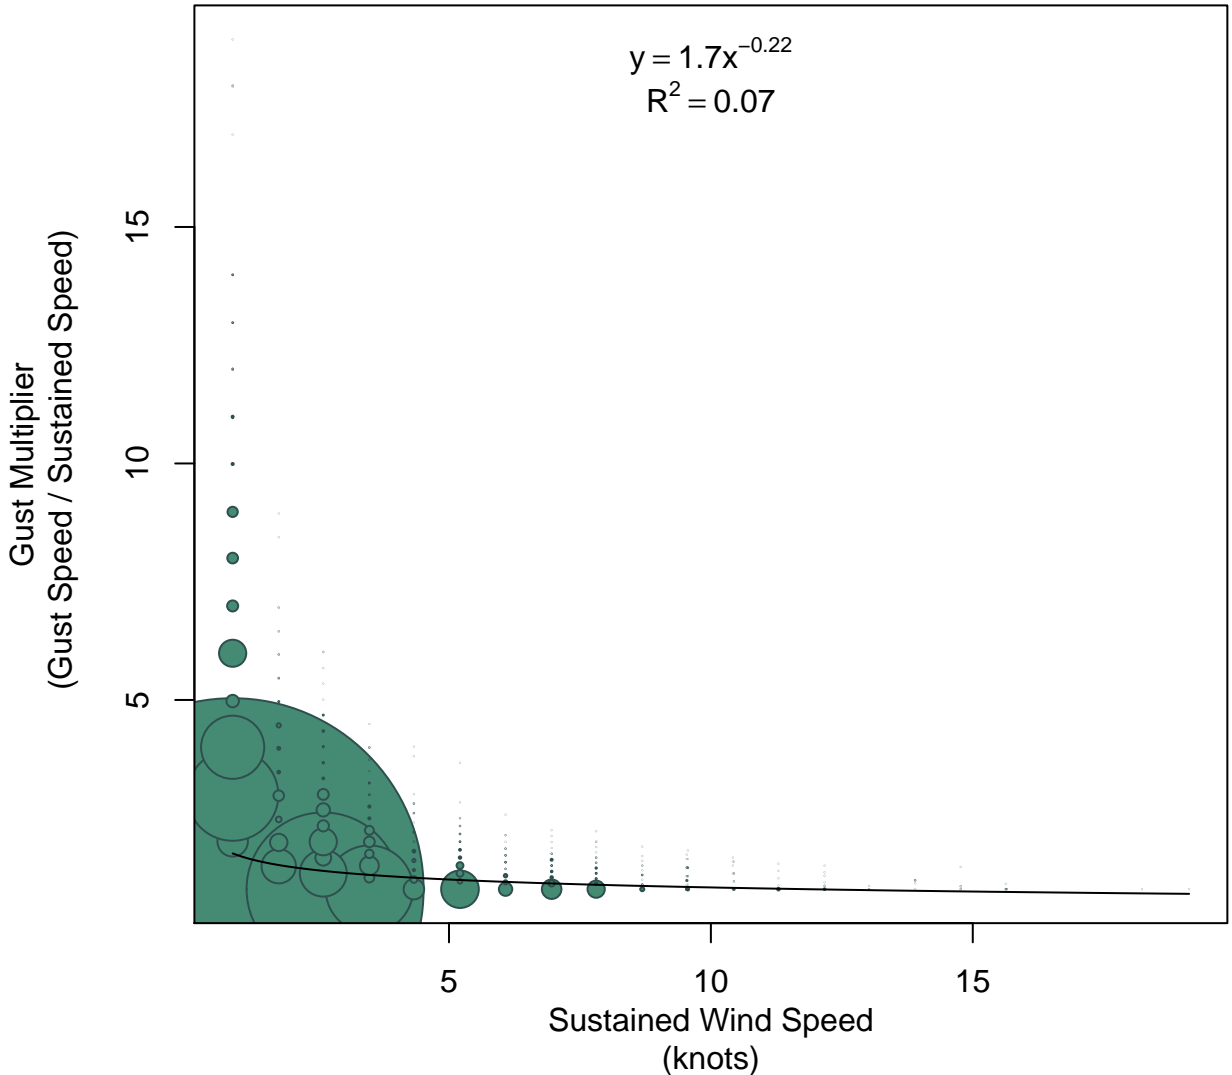 y = 1.7x^−0.22
R^2 = 0.07
15
10
5
Gust Multiplier
(Gust Speed / Sustained Speed)
5 10 15
Sustained Wind Speed
(knots)